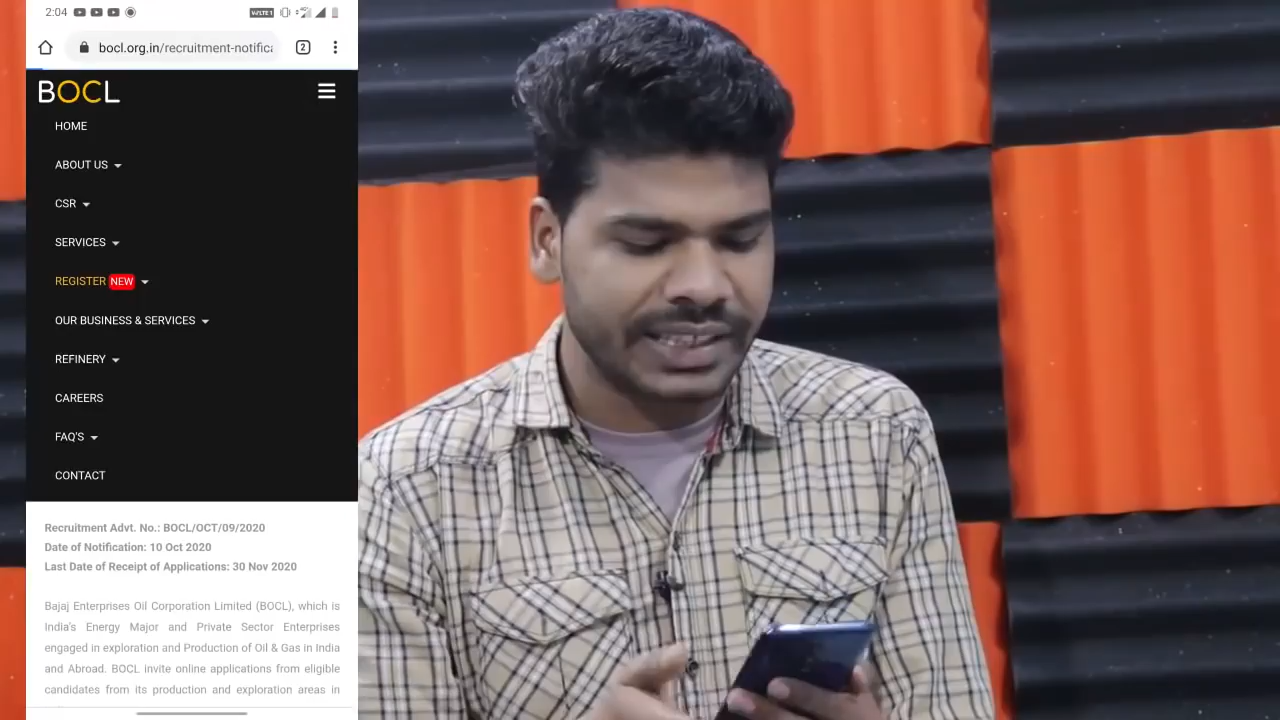 2:04
VoLTE 1
bocl.org.in/recruitment-notifica
2
BOCL
HOME
ABOUT US
CSR
SERVICES
REGISTER NEW
OUR BUSINESS & SERVICES
REFINERY
CAREERS
FAQ'S
CONTACT
Recruitment Advt. No.: BOCL/OCT/09/2020
Date of Notification: 10 Oct 2020
Last Date of Receipt of Applications: 30 Nov 2020
Bajaj Enterprises Oil Corporation Limited (BOCL), which is
India's Energy Major and Private Sector Enterprises
engaged in exploration and Production of Oil & Gas in India
and Abroad. BOCL invite online applications from eligible
candidates from its production and exploration areas in